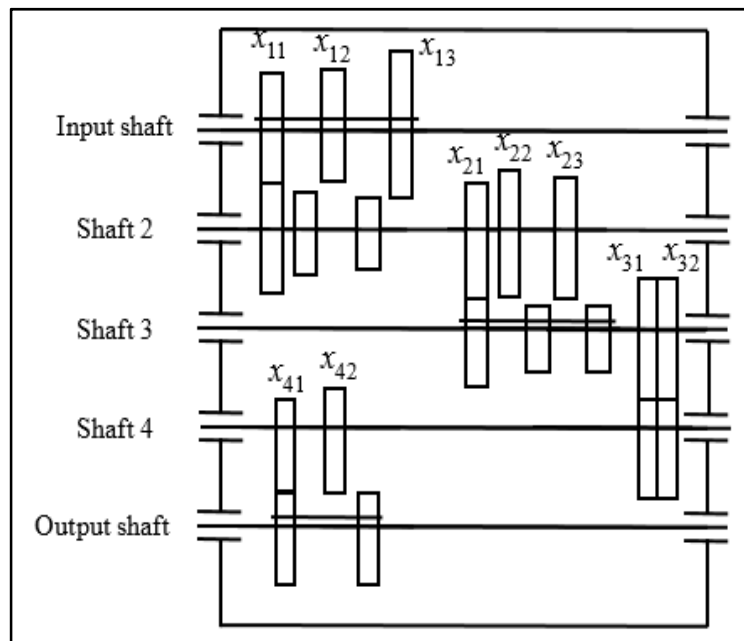 x11 x12 x13
Input shaft
x21 x22 x23
Shaft 2
x31 x32
Shaft 3
x41 x42
Shaft 4
Output shaft